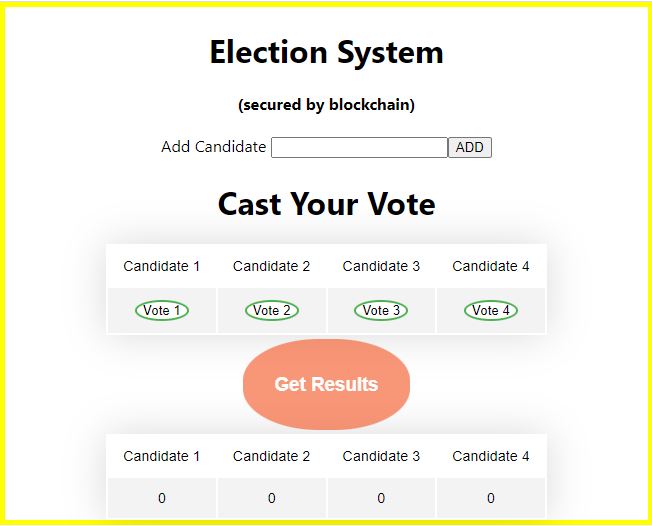 Election System
(secured by blockchain)
Add Candidate ADD
Cast Your Vote
Candidate 1 Candidate 2 Candidate 3 Candidate 4
Vote 1 Vote 2 Vote 3 Vote 4
Get Results
Candidate 1 Candidate 2 Candidate 3 Candidate 4
0 0 0 0